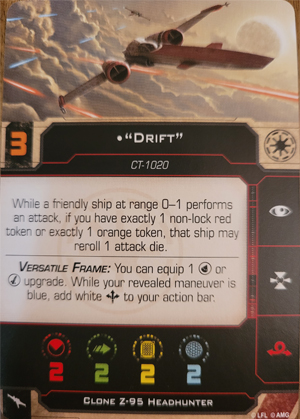 •"Drift"
3
CT-1020
While a friendly ship at range 0–1 performs
an attack, if you have exactly 1 non-lock red
token or exactly 1 orange token, that ship may
reroll 1 attack die.
Versatile Frame: You can equip 1 or
upgrade. While your revealed maneuver is
blue, add white to your action bar.
2 2 2 2
Clone Z-95 Headhunter
© LFL © AMG